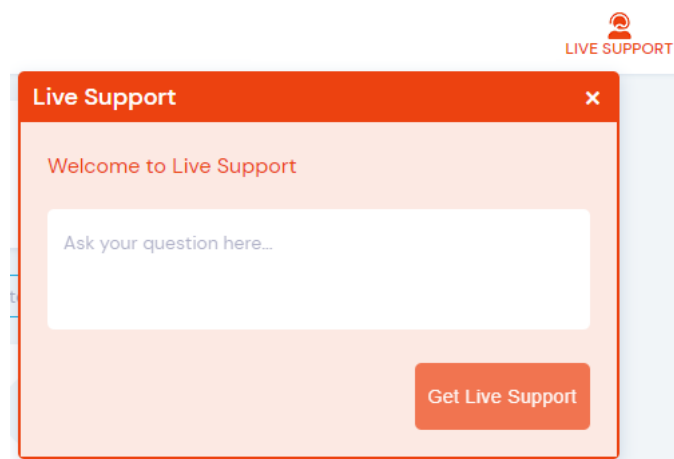 LIVE SUPPORT
Live Support
Welcome to Live Support
Ask your question here...
Get Live Support